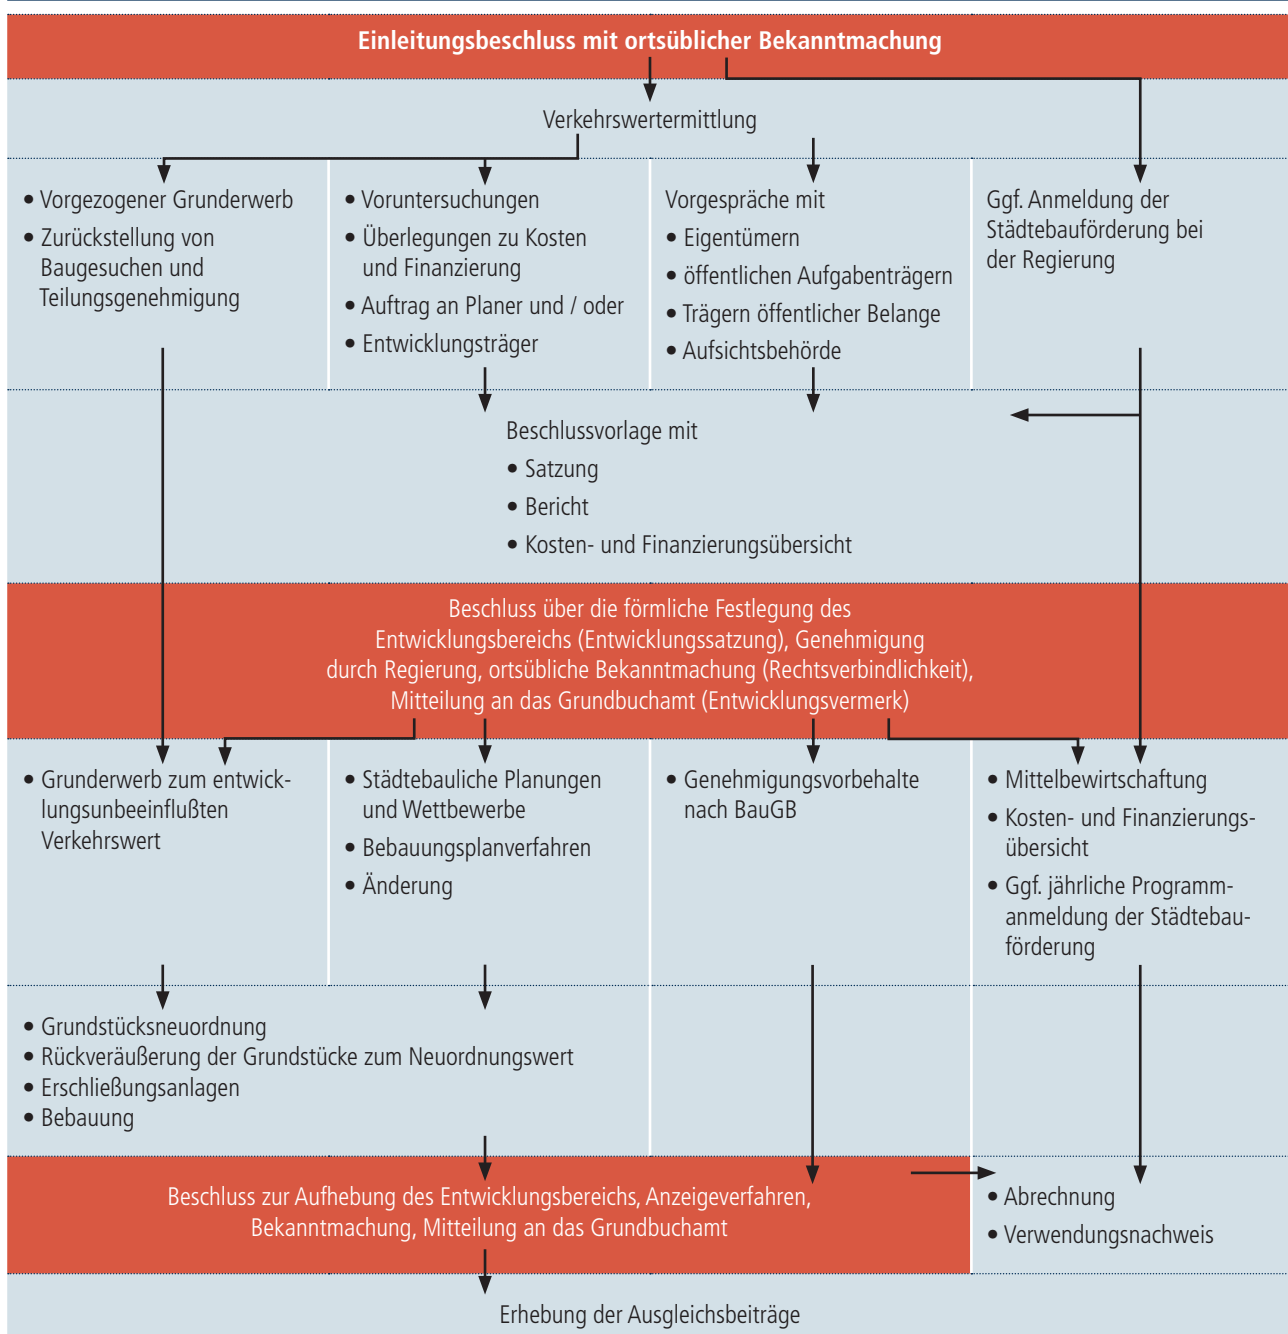 Einleitungsbeschluss mit ortsüblicher Bekanntmachung
Verkehrswertermittlung
• Vorgezogener Grunderwerb
• Zurückstellung von
Baugesuchen und
Teilungsgenehmigung
• Voruntersuchungen
• Überlegungen zu Kosten
und Finanzierung
• Auftrag an Planer und / oder
• Entwicklungsträger
Vorgespräche mit
• Eigentümern
• öffentlichen Aufgabenträgern
• Trägern öffentlicher Belange
• Aufsichtsbehörde
Ggf. Anmeldung der
Städtebauförderung bei
der Regierung
Beschlussvorlage mit
• Satzung
• Bericht
• Kosten- und Finanzierungsübersicht
Beschluss über die förmliche Festlegung des
Entwicklungsbereichs (Entwicklungssatzung), Genehmigung
durch Regierung, ortsübliche Bekanntmachung (Rechtsverbindlichkeit),
Mitteilung an das Grundbuchamt (Entwicklungsvermerk)
• Grunderwerb zum entwick-
lungsunbeeinflußten
Verkehrswert
• Städtebauliche Planungen
und Wettbewerbe
• Bebauungsplanverfahren
• Änderung
• Genehmigungsvorbehalte
nach BauGB
• Mittelbewirtschaftung
• Kosten- und Finanzierungs-
übersicht
• Ggf. jährliche Programm-
anmeldung der Städtebau-
förderung
• Grundstücksneuordnung
• Rückveräußerung der Grundstücke zum Neuordnungswert
• Erschließungsanlagen
• Bebauung
Beschluss zur Aufhebung des Entwicklungsbereichs, Anzeigeverfahren,
Bekanntmachung, Mitteilung an das Grundbuchamt
• Abrechnung
• Verwendungsnachweis
Erhebung der Ausgleichsbeiträge